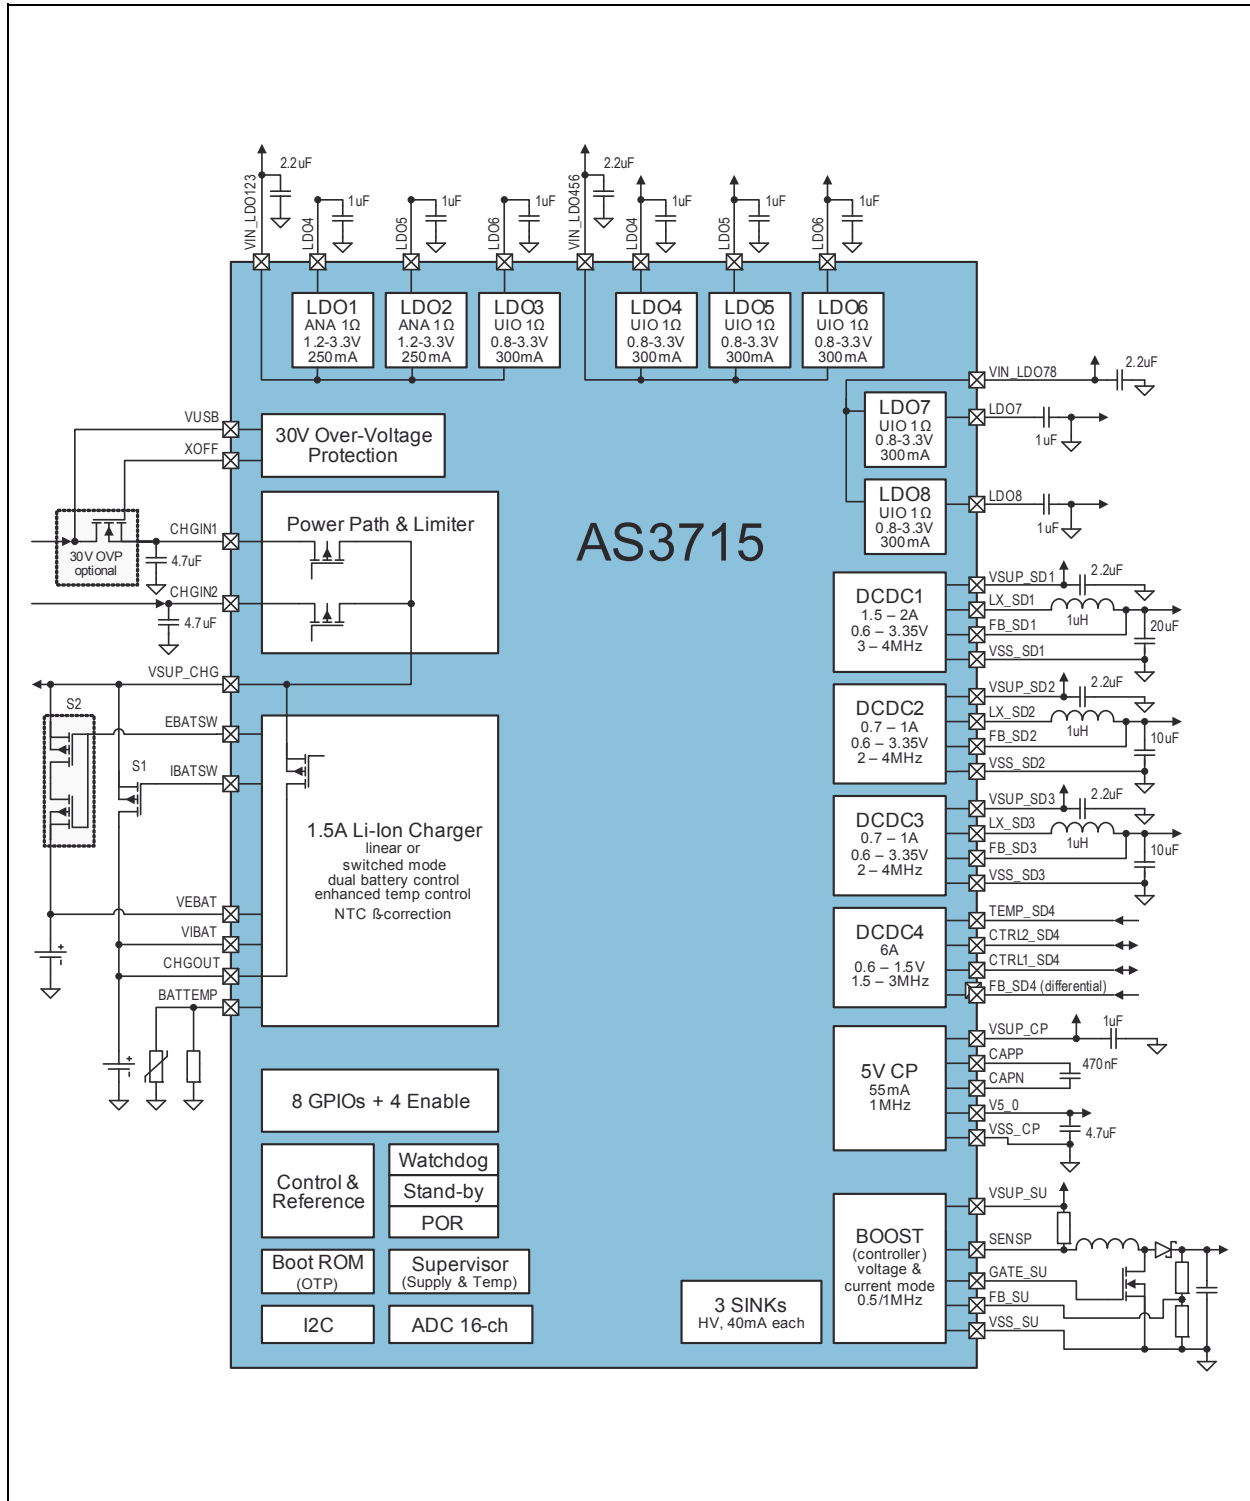 2.2uF
1uF
1uF
1uF
2.2uF
1uF
1uF
1uF
VIN_LDO123
LDO4
LDO5
LDO6
VIN_LDO456
LDO4
LDO5
LDO6
LDO1
ANA 1Ω
1.2-3.3V
250mA
LDO2
ANA 1Ω
1.2-3.3V
250mA
LDO3
UIO 1Ω
0.8-3.3V
300mA
LDO4
UIO 1Ω
0.8-3.3V
300mA
LDO5
UIO 1Ω
0.8-3.3V
300mA
LDO6
UIO 1Ω
0.8-3.3V
300mA
VIN_LDO78
2.2uF
LDO7
UIO 1Ω
0.8-3.3V
300mA
LDO7
1uF
LDO8
UIO 1Ω
0.8-3.3V
300mA
LDO8
1uF
VUSB
XOFF
30V Over-Voltage
Protection
30V OVP
optional
CHGIN1
4.7uF
CHGIN2
4.7uF
Power Path & Limiter
AS3715
VSUP_CHG
S2
EBATSW
S1
IBATSW
1.5A Li-Ion Charger
linear or
switched mode
dual battery control
enhanced temp control
NTC ß-correction
VEBAT
VIBAT
CHGOUT
BATTEMP
DCDC1
1.5 – 2A
0.6 – 3.35V
3 – 4MHz
VSUP_SD1
2.2uF
LX_SD1
1uH
FB_SD1
20uF
VSS_SD1
DCDC2
0.7 – 1A
0.6 – 3.35V
2 – 4MHz
VSUP_SD2
2.2uF
LX_SD2
1uH
FB_SD2
10uF
VSS_SD2
DCDC3
0.7 – 1A
0.6 – 3.35V
2 – 4MHz
VSUP_SD3
2.2uF
LX_SD3
1uH
FB_SD3
10uF
VSS_SD3
DCDC4
6A
0.6 – 1.5V
1.5 – 3MHz
TEMP_SD4
CTRL2_SD4
CTRL1_SD4
FB_SD4 (differential)
5V CP
55mA
1MHz
VSUP_CP
1uF
CAPP
470nF
CAPN
V5_0
VSS_CP
4.7uF
8 GPIOs + 4 Enable
Control &
Reference
Watchdog
Stand-by
POR
Boot ROM
(OTP)
Supervisor
(Supply & Temp)
I2C
ADC 16-ch
3 SINKs
HV, 40mA each
BOOST
(controller)
voltage &
current mode
0.5/1MHz
VSUP_SU
SENSP
GATE_SU
FB_SU
VSS_SU